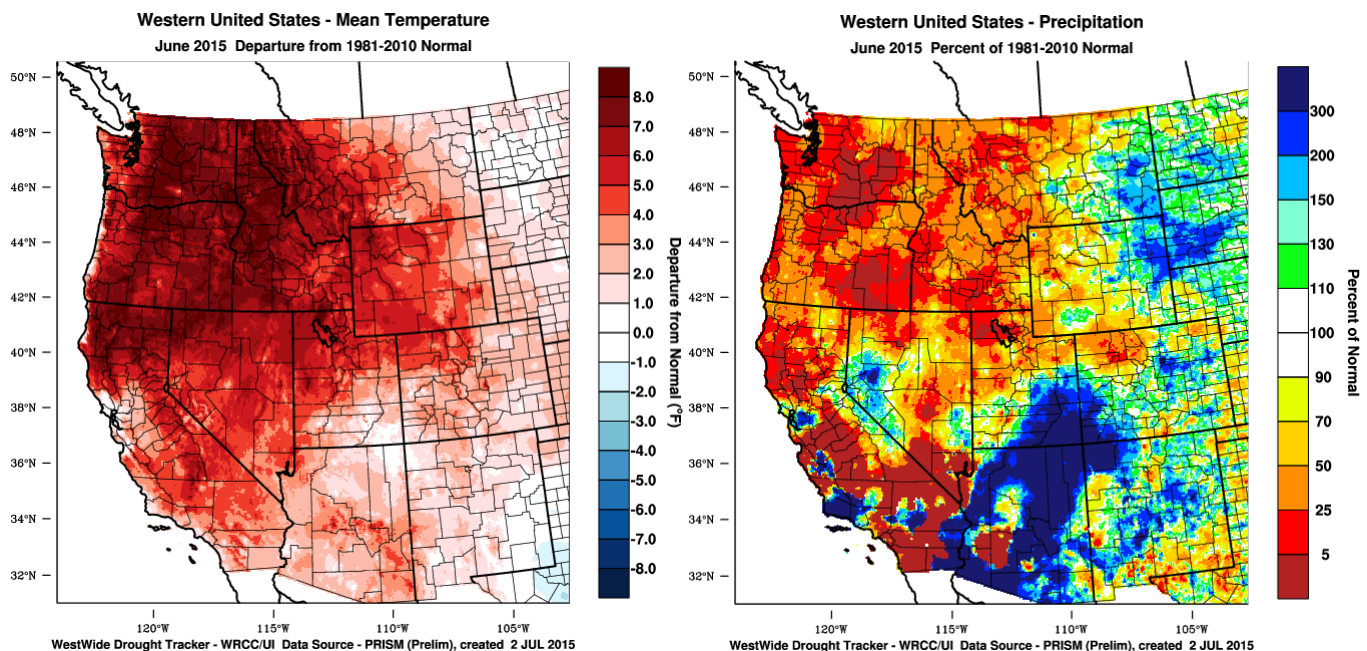 Western United States - Mean Temperature
June 2015 Departure from 1981-2010 Normal
50°N
48°N
46°N
44°N
42°N
40°N
38°N
36°N
34°N
32°N
120°W
115°W
110°W
105°W
8.0
7.0
6.0
5.0
4.0
3.0
2.0
1.0
0.0
-1.0
-2.0
-3.0
-4.0
-5.0
-6.0
-7.0
-8.0
Departure from Normal (°F)
WestWide Drought Tracker - WRCC/UI Data Source - PRISM (Prelim), created 2 JUL 2015
Western United States - Precipitation
June 2015 Percent of 1981-2010 Normal
50°N
48°N
46°N
44°N
42°N
40°N
38°N
36°N
34°N
32°N
120°W
115°W
110°W
105°W
300
200
150
130
110
100
90
70
50
25
5
Percent of Normal
WestWide Drought Tracker - WRCC/UI Data Source - PRISM (Prelim), created 2 JUL 2015